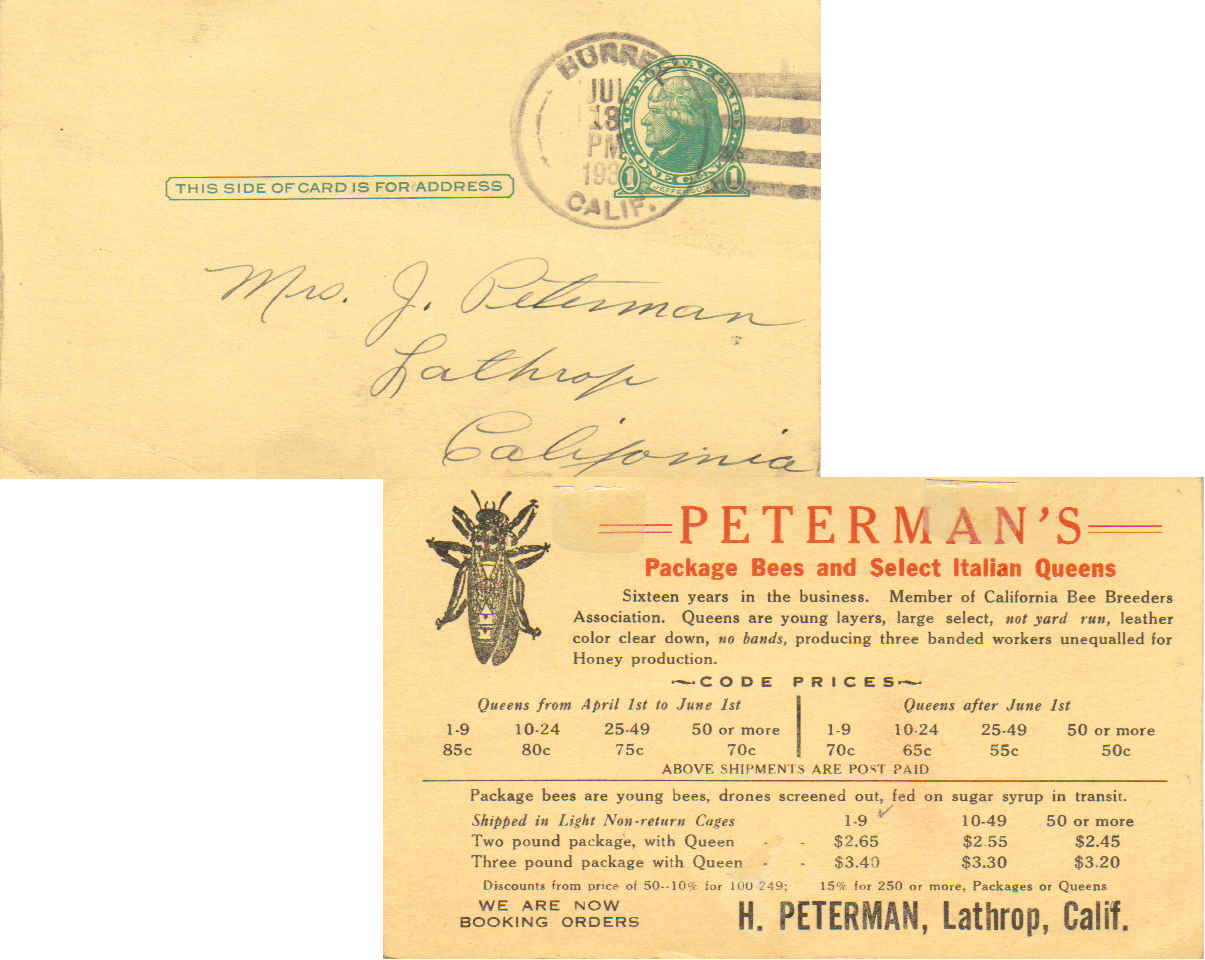 BURREL
JUL
18
PM
193
CALIF.
U.S. POSTAL CARD
ONE CENT
1 JEFFERSON 1
THIS SIDE OF CARD IS FOR ADDRESS
Mrs. J. Peterman
Lathrop
California
PETERMAN'S
Package Bees and Select Italian Queens
Sixteen years in the business. Member of California Bee Breeders
Association. Queens are young layers, large select, not yard run, leather
color clear down, no bands, producing three banded workers unequalled for
Honey production.
CODE PRICES
Queens from April 1st to June 1st Queens after June 1st
1-9 10-24 25-49 50 or more 1-9 10-24 25-49 50 or more
85c 80c 75c 70c 70c 65c 55c 50c
ABOVE SHIPMENTS ARE POST PAID
Package bees are young bees, drones screened out, fed on sugar syrup in transit.
Shipped in Light Non-return Cages 1-9 10-49 50 or more
Two pound package, with Queen - - $2.65 $2.55 $2.45
Three pound package with Queen - - $3.40 $3.30 $3.20
Discounts from price of 50--10% for 100-249; 15% for 250 or more, Packages or Queens
WE ARE NOW
BOOKING ORDERS
H. PETERMAN, Lathrop, Calif.